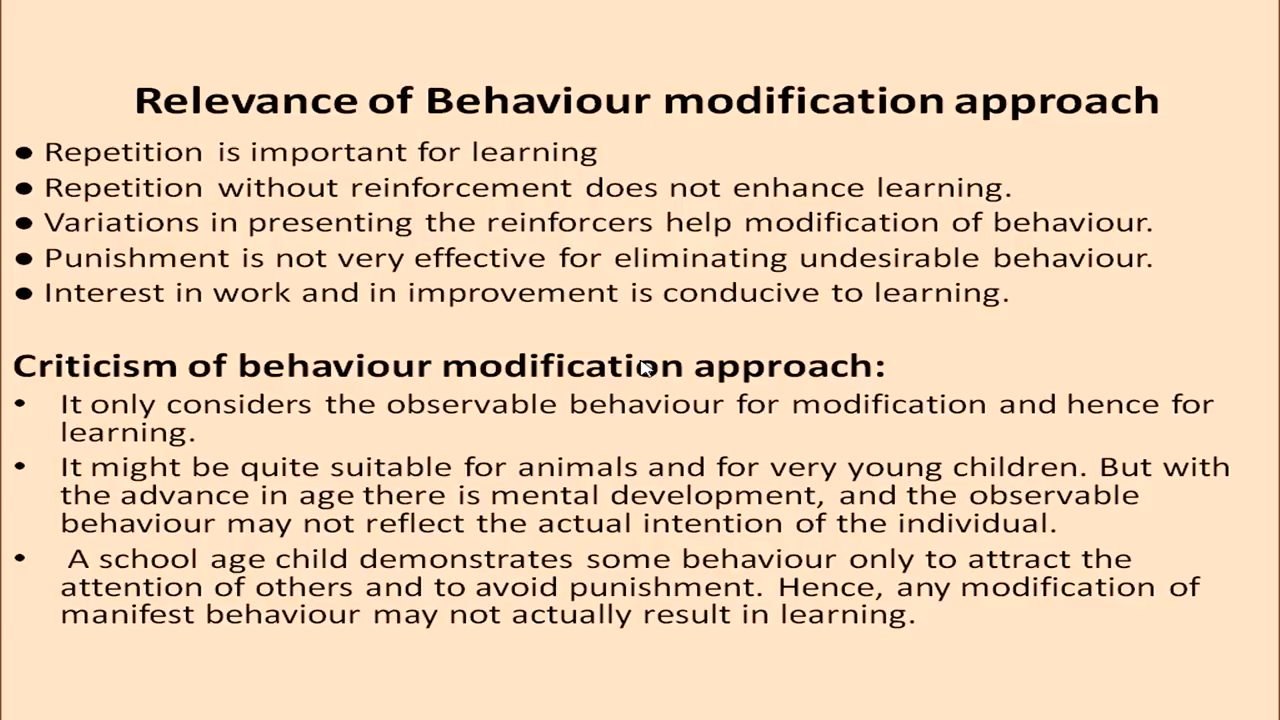 Relevance of Behaviour modification approach
● Repetition is important for learning
● Repetition without reinforcement does not enhance learning.
● Variations in presenting the reinforcers help modification of behaviour.
● Punishment is not very effective for eliminating undesirable behaviour.
● Interest in work and in improvement is conducive to learning.
Criticism of behaviour modification approach:
• It only considers the observable behaviour for modification and hence for
learning.
• It might be quite suitable for animals and for very young children. But with
the advance in age there is mental development, and the observable
behaviour may not reflect the actual intention of the individual.
• A school age child demonstrates some behaviour only to attract the
attention of others and to avoid punishment. Hence, any modification of
manifest behaviour may not actually result in learning.